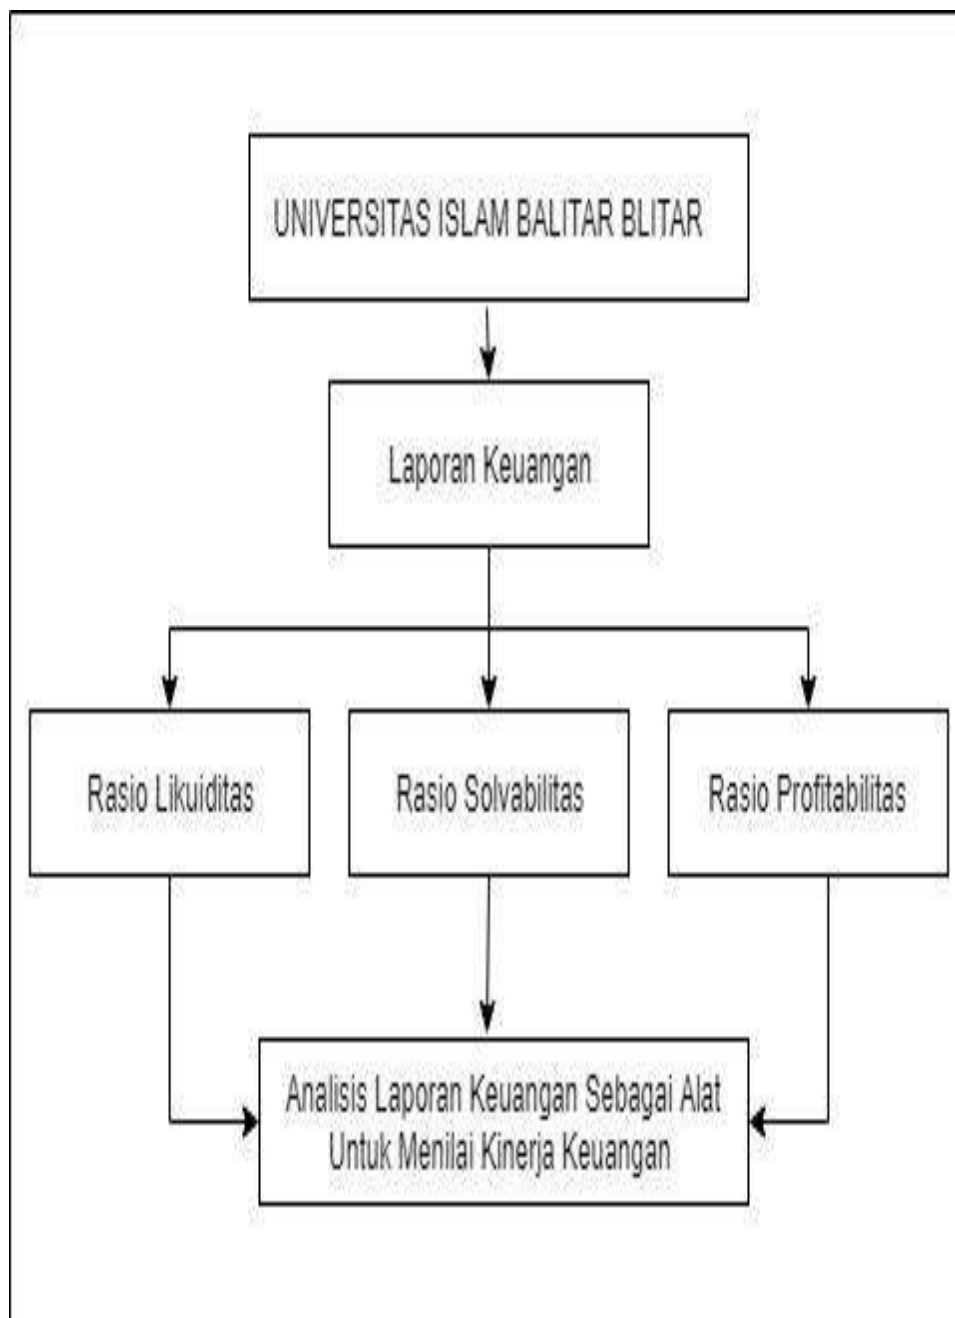 UNIVERSITAS ISLAM BALITAR BLITAR
Laporan Keuangan
Rasio Likuiditas
Rasio Solvabilitas
Rasio Profitabilitas
Analisis Laporan Keuangan Sebagai Alat
Untuk Menilai Kinerja Keuangan